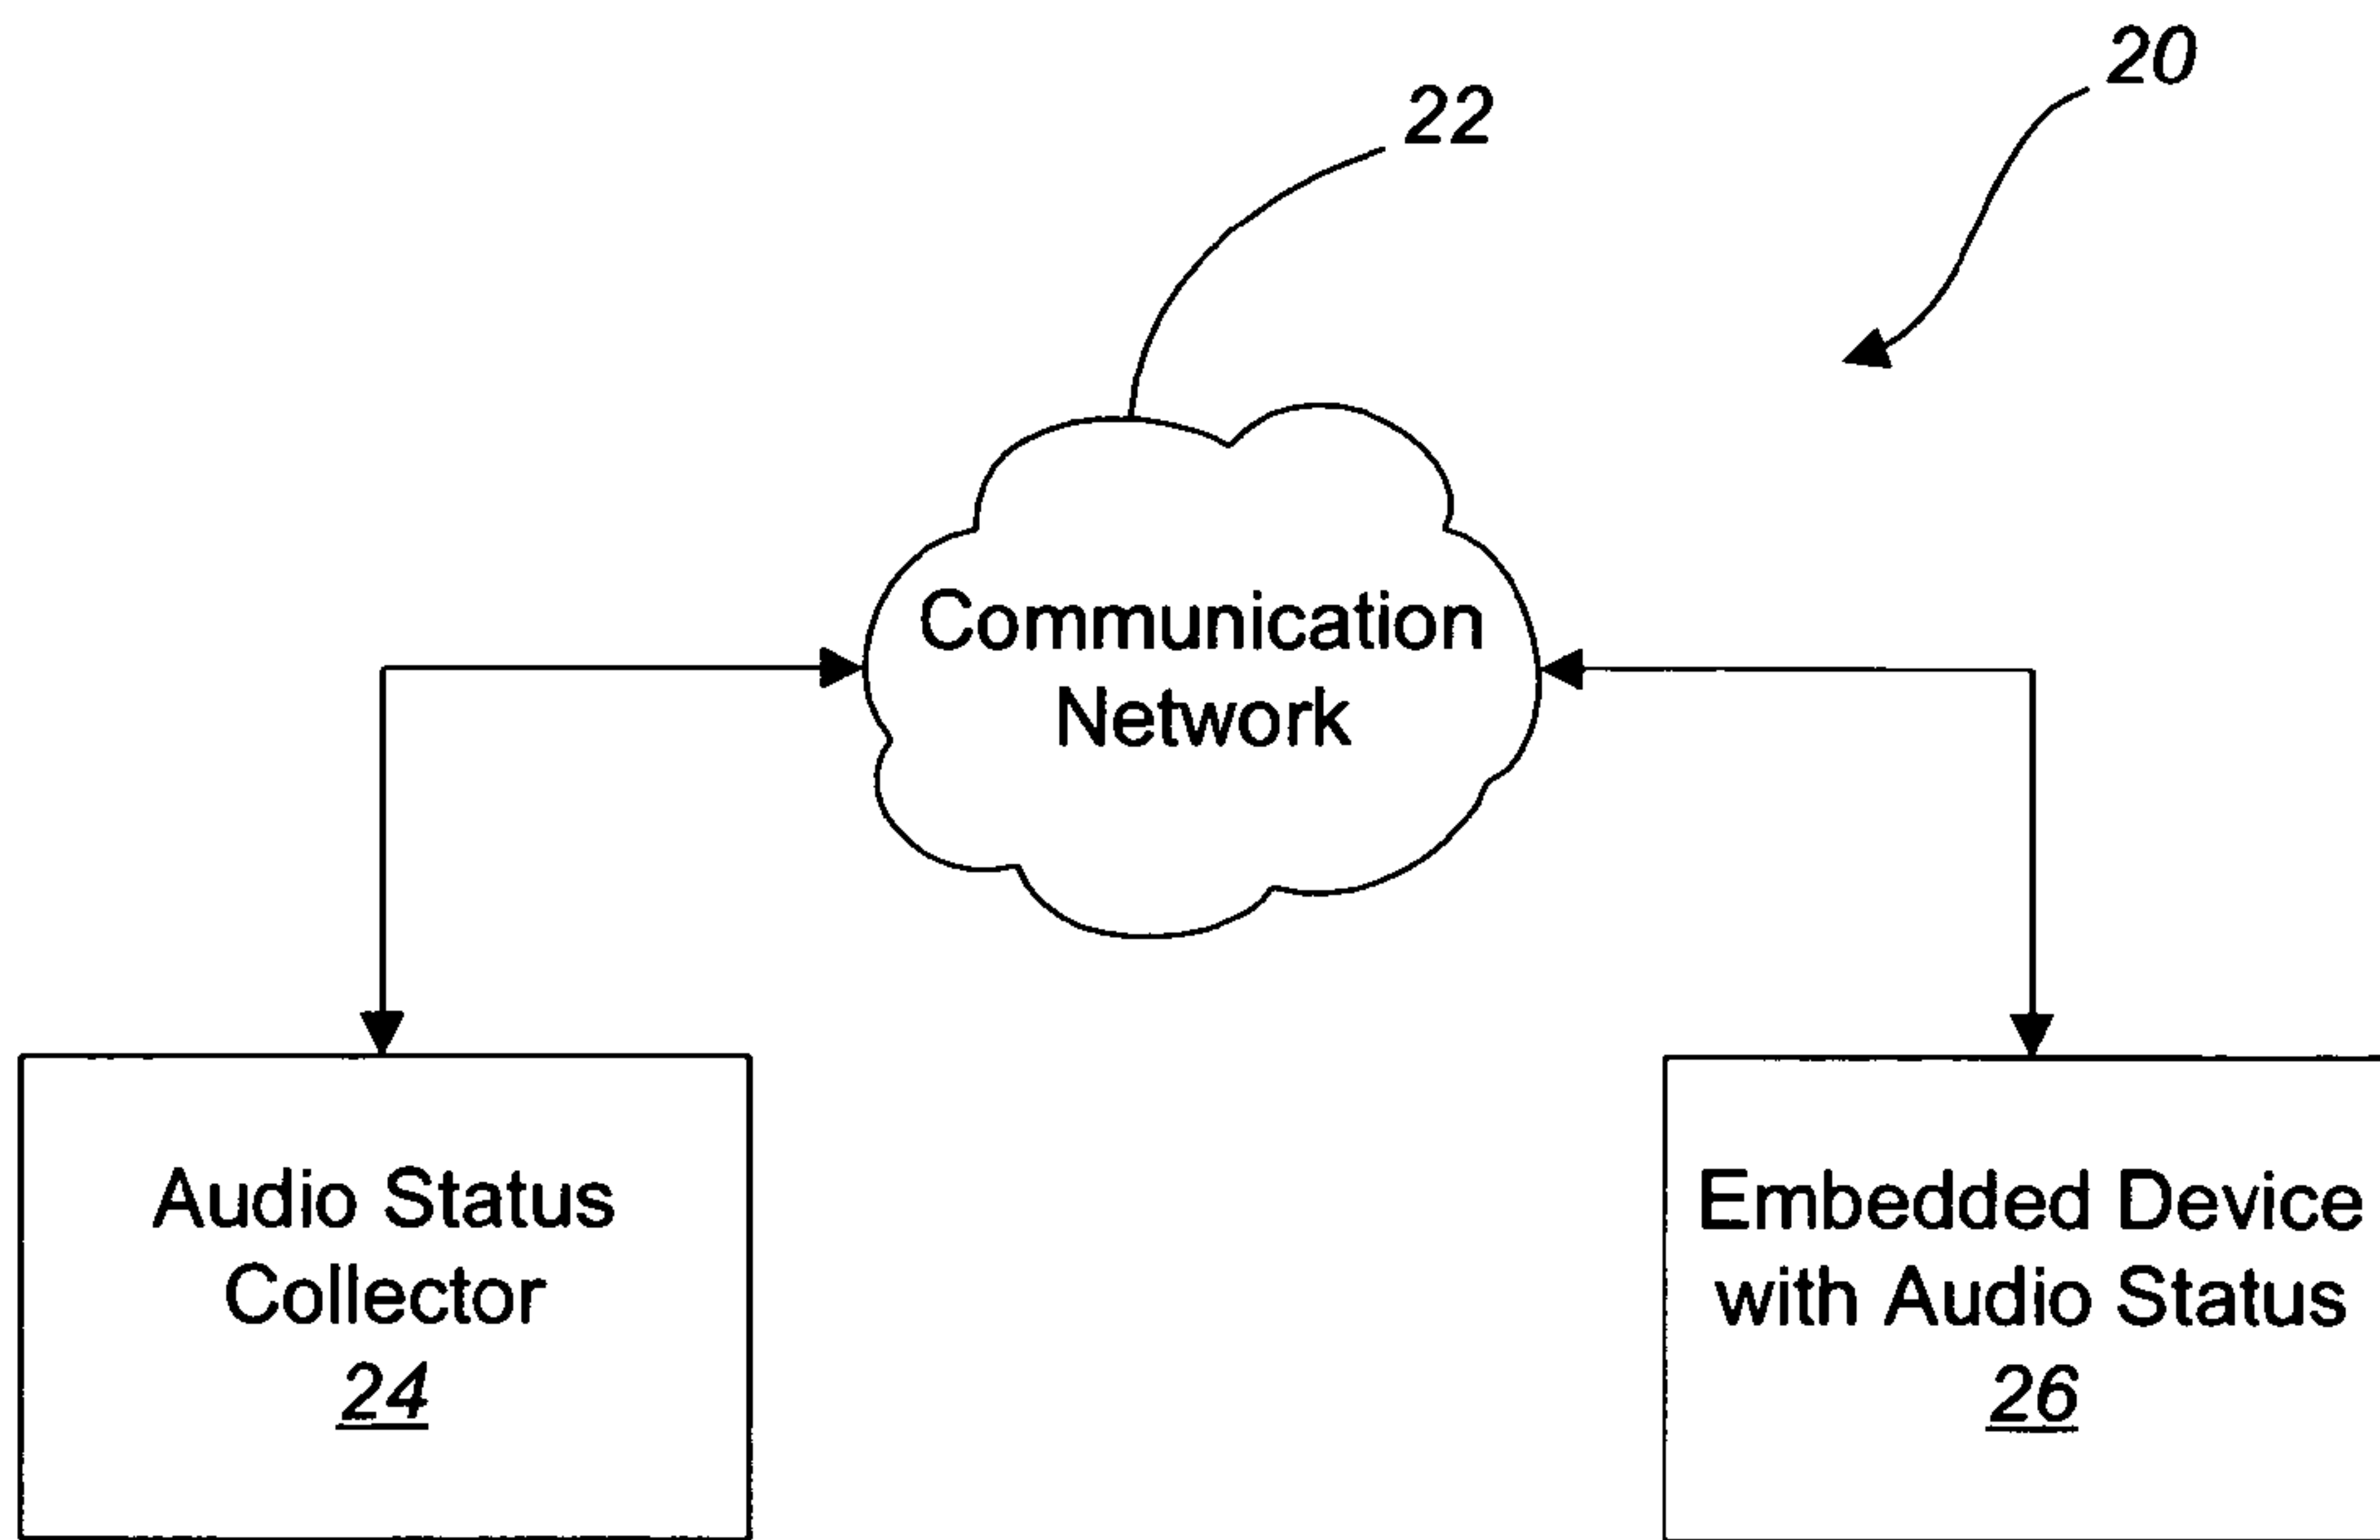 20
22
Communication
Network
Audio Status
Collector
24
Embedded Device
with Audio Status
26